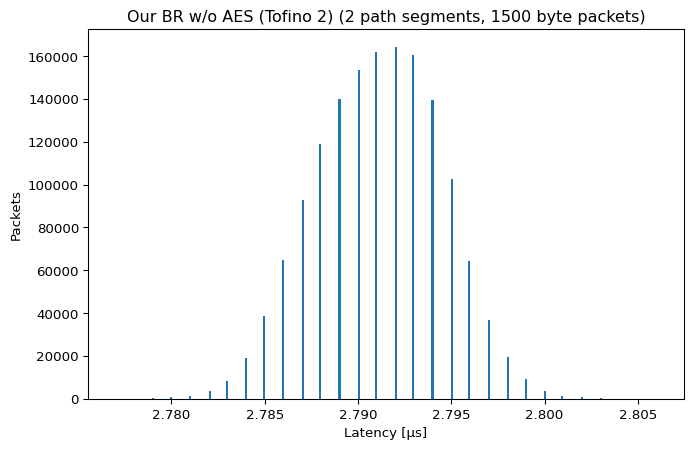 Our BR w/o AES (Tofino 2) (2 path segments, 1500 byte packets)
160000
140000
120000
100000
80000
60000
40000
20000
0
Packets
2.780 2.785 2.790 2.795 2.800 2.805
Latency [µs]